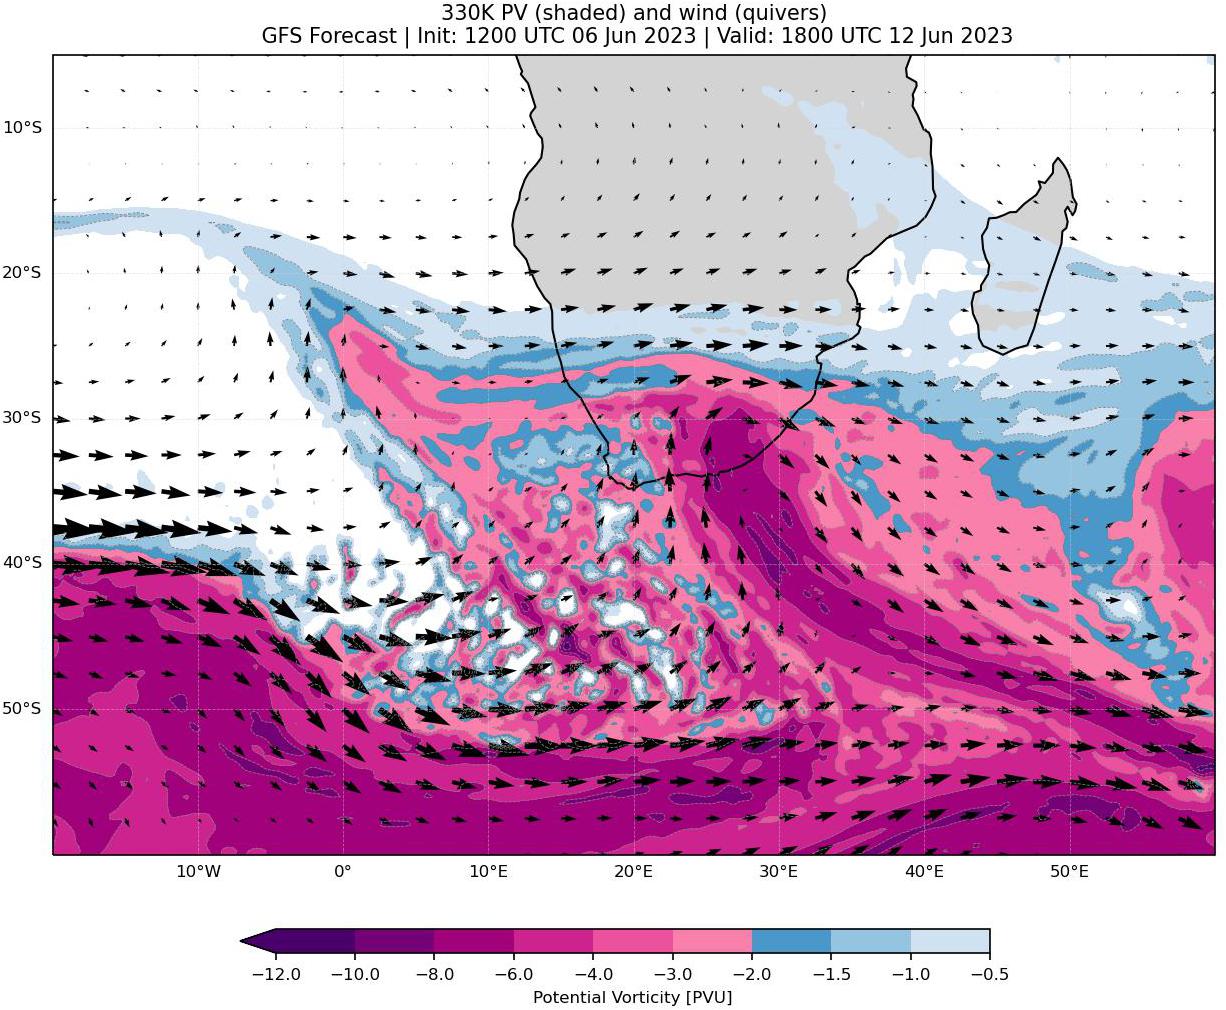 330K PV (shaded) and wind (quivers)
GFS Forecast | Init: 1200 UTC 06 Jun 2023 | Valid: 1800 UTC 12 Jun 2023
10°S
20°S
30°S
40°S
50°S
10°W 0° 10°E 20°E 30°E 40°E 50°E
−12.0 −10.0 −8.0 −6.0 −4.0 −3.0 −2.0 −1.5 −1.0 −0.5
Potential Vorticity [PVU]